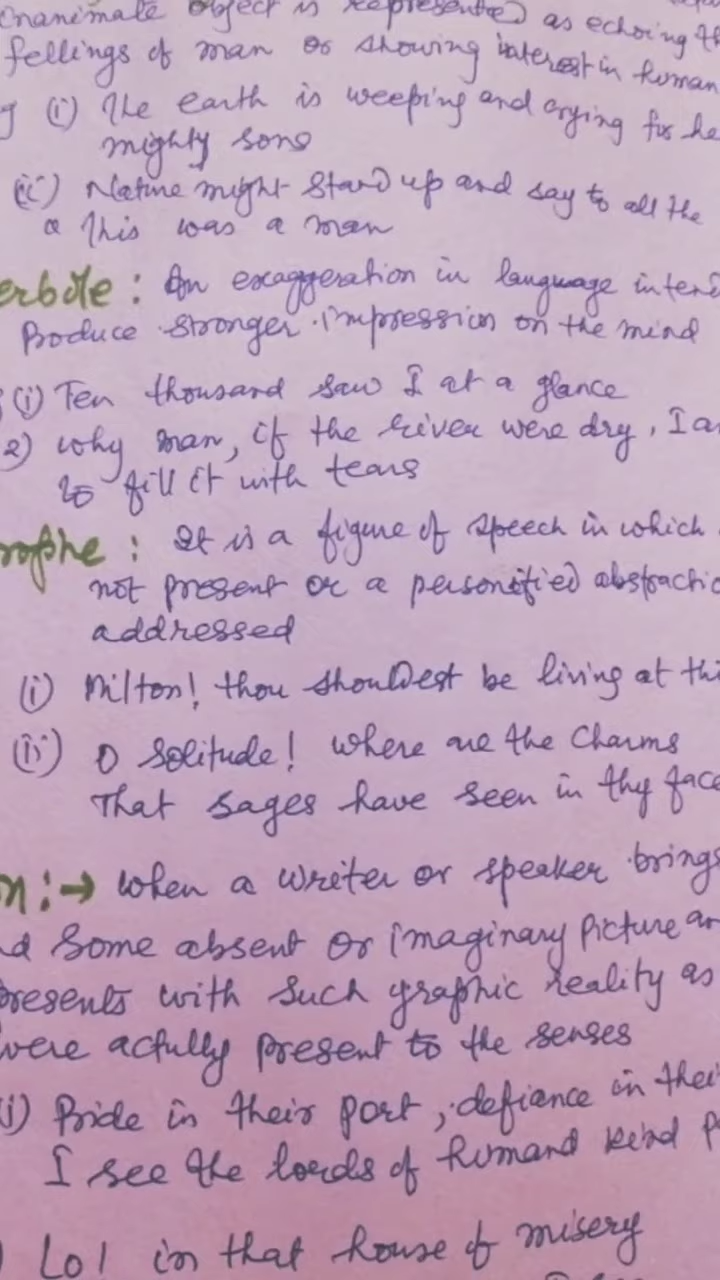 inanimate object is represented as echoing th
fellings of man or showing interest in human
g (i) The earth is weeping and crying for he
mighty sons
(ii) Nature might stand up and say to all the
This was a man
erbole : An exaggeration in language inten
Produce stronger impression on the mind
(i) Ten thousand saw I at a glance
2) why man, if the river were dry, I a
to fill it with tears
rophe : It is a figure of speech in which
not present or a personified abstractio
addressed
(i) Milton! thou shouldest be living at thi
(ii) O Solitude! where are the Charms
That sages have seen in thy face
n :→ when a writer or speaker brings
nd some absent or imaginary picture an
presents with such graphic reality as
were actully present to the senses
(i) Pride in their port, defiance in thei
I see the lords of humand kind P
) Lo! in that house of misery